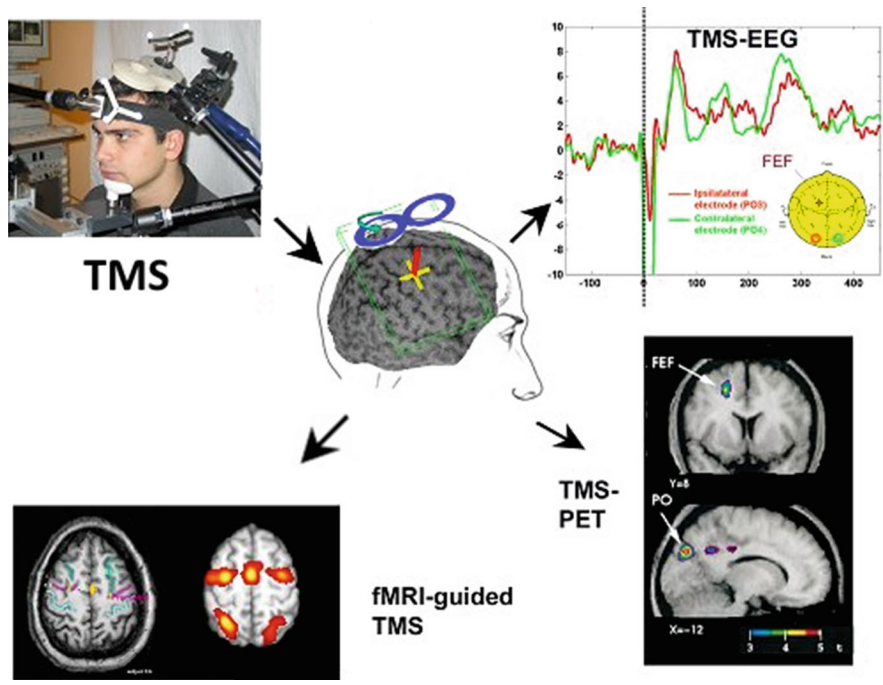 TMS
TMS-EEG
10
8
6
4
2
0
-2
-4
-6
-8
-10
-100
0
100
200
300
400
FEF
Ipsilatateral
electrode (PO3)
Contralateral
electrode (PO4)
fMRI-guided
TMS
TMS-
PET
FEF
Y=8
PO
X=-12
3 4 5 t